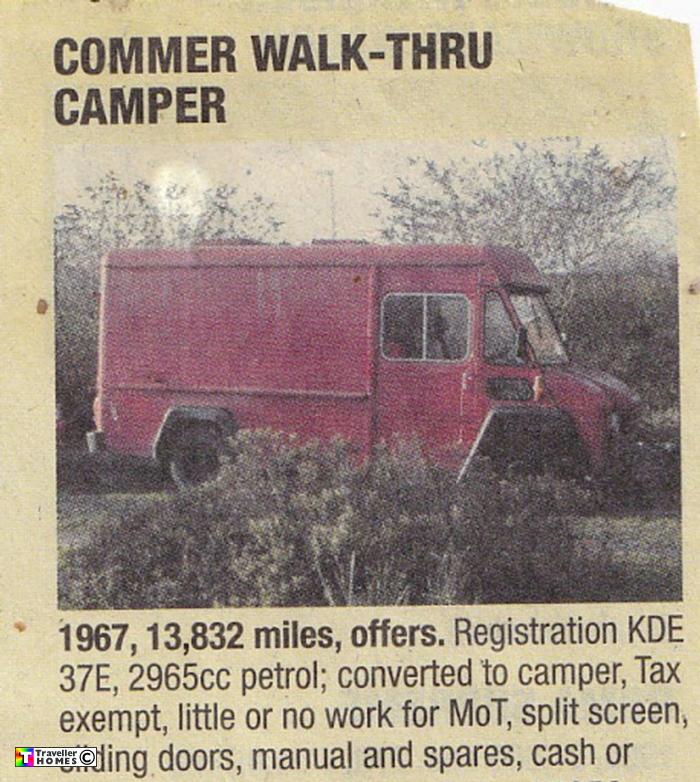 COMMER WALK-THRU
CAMPER
1967, 13,832 miles, offers. Registration KDE
37E, 2965cc petrol; converted to camper, Tax
exempt, little or no work for MoT, split screen,
sliding doors, manual and spares, cash or
T Traveller
HOMES ©